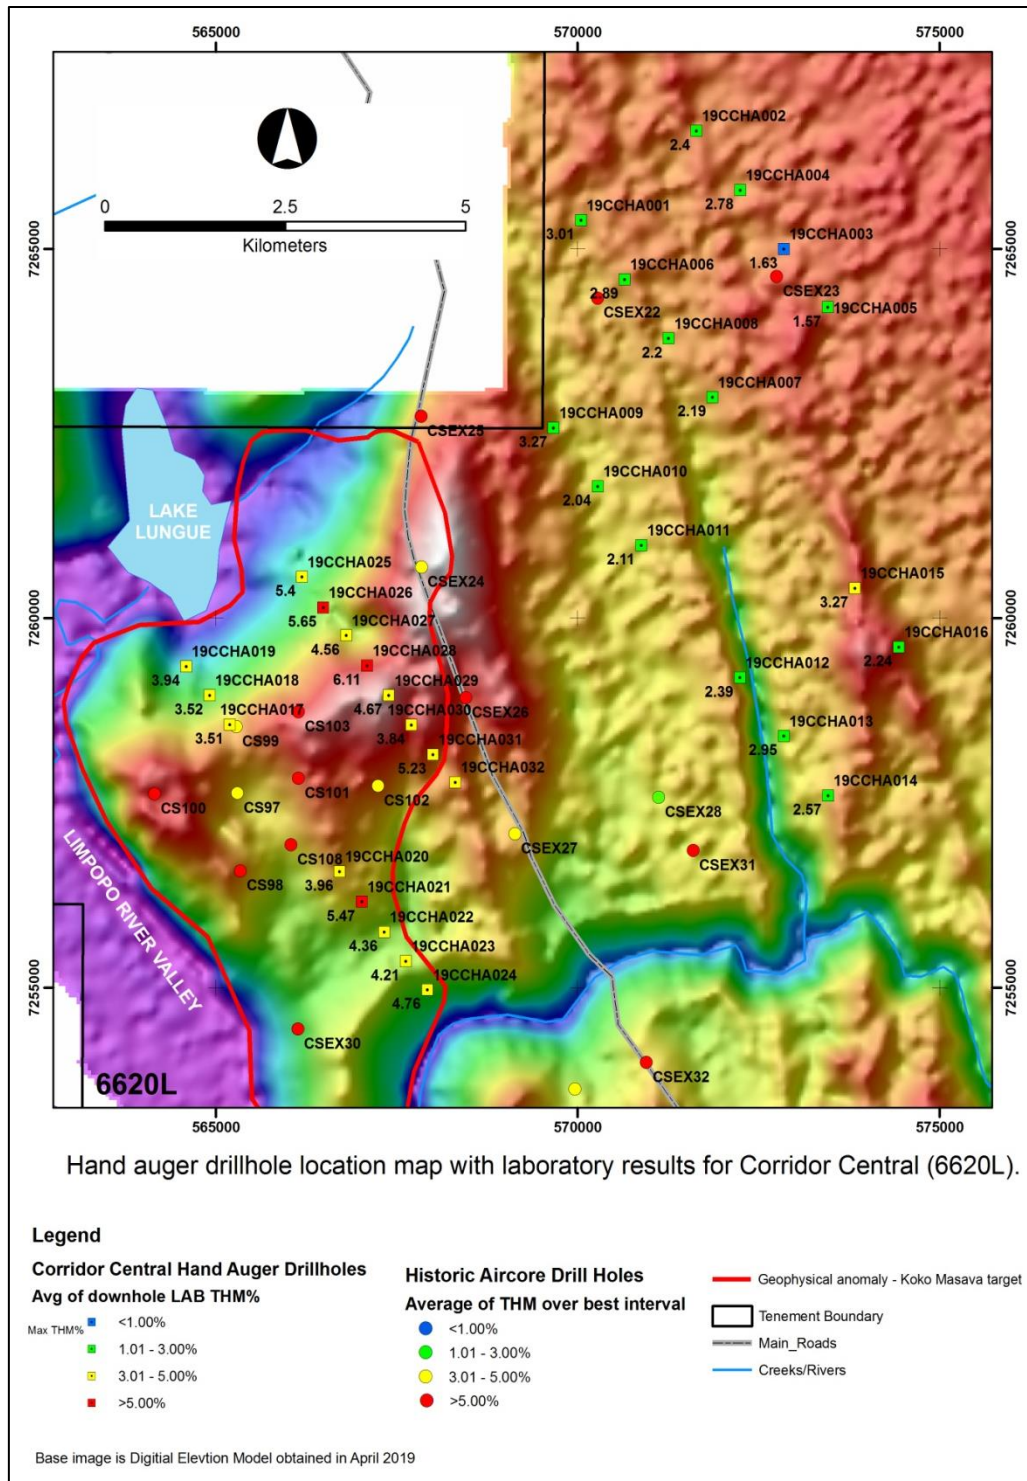 565000 570000 575000
0 2.5 5
Kilometers
19CCHA002
2.4
19CCHA004
2.78
19CCHA001
3.01
19CCHA003
1.63
7265000 7265000
19CCHA006
2.89
CSEX22
CSEX23
19CCHA005
1.57
19CCHA008
2.2
19CCHA007
2.19
CSEX25
19CCHA009
3.27
19CCHA010
2.04
LAKE
LUNGUE
19CCHA011
2.11
CSEX24
19CCHA025
5.4
19CCHA026
5.65
19CCHA027
4.56
19CCHA015
3.27
7260000 7260000
19CCHA016
2.24
19CCHA019
3.94
19CCHA028
6.11
19CCHA018
3.52
19CCHA029
4.67
19CCHA012
2.39
19CCHA017
3.51
CS99
CS103
19CCHA030
3.84
CSEX26
19CCHA031
5.23
19CCHA013
2.95
19CCHA032
CS100
CS97
CS101
CS102
CSEX28
19CCHA014
2.57
CSEX27
CSEX31
CS108
CS98
19CCHA020
3.96
19CCHA021
5.47
19CCHA022
4.36
19CCHA023
4.21
19CCHA024
4.76
LIMPOPO RIVER VALLEY
7255000 7255000
CSEX30
CSEX32
6620L
565000 570000 575000
Hand auger drillhole location map with laboratory results for Corridor Central (6620L).
Legend
Corridor Central Hand Auger Drillholes
Avg of downhole LAB THM%
Max THM%
<1.00%
1.01 - 3.00%
3.01 - 5.00%
>5.00%
Historic Aircore Drill Holes
Average of THM over best interval
<1.00%
1.01 - 3.00%
3.01 - 5.00%
>5.00%
Geophysical anomaly - Koko Masava target
Tenement Boundary
Main_Roads
Creeks/Rivers
Base image is Digitial Elevtion Model obtained in April 2019